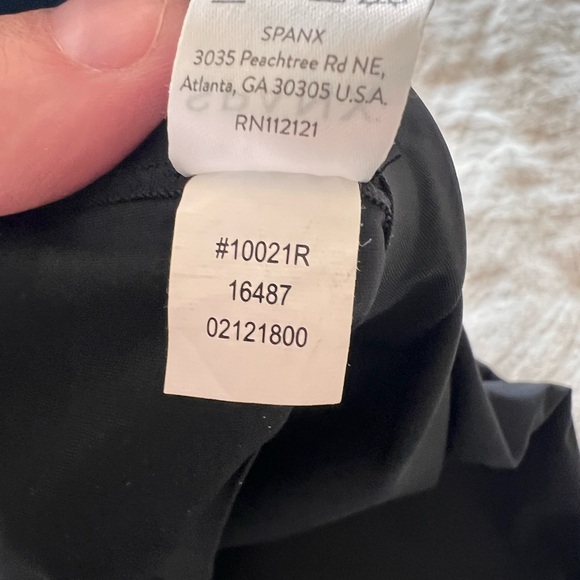 SPANX
3035 Peachtree Rd NE,
Atlanta, GA 30305 U.S.A.
RN112121
#10021R
16487
02121800